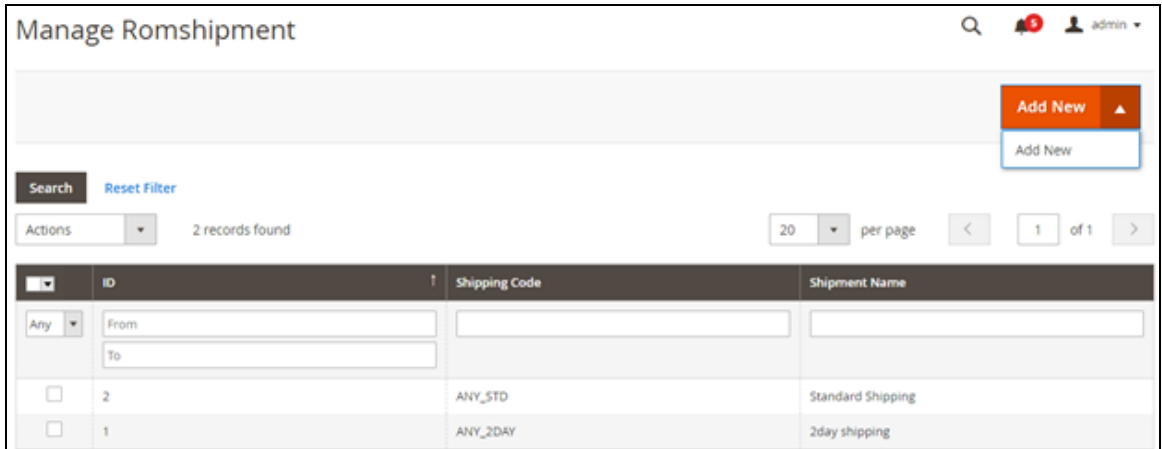 Manage Romshipment
5
admin
Add New
Add New
Search Reset Filter
Actions 2 records found 20 per page 1 of 1
ID ↑ Shipping Code Shipment Name
Any From
To
2 ANY_STD Standard Shipping
1 ANY_2DAY 2day shipping